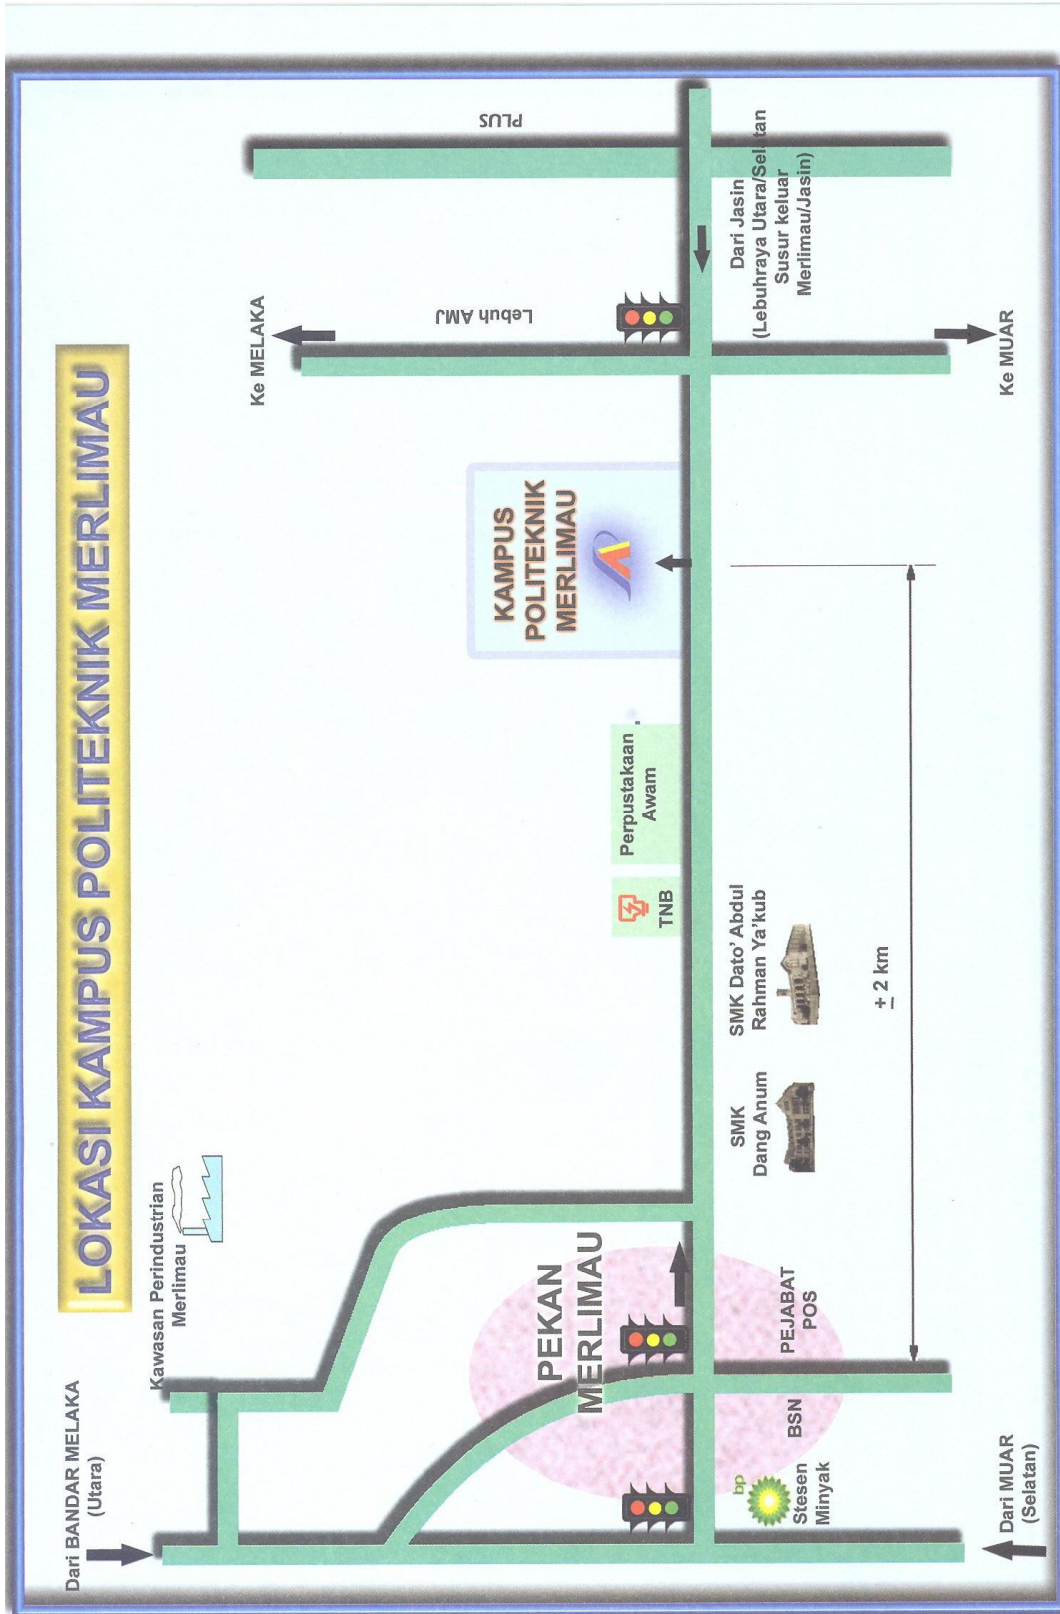 LOKASI KAMPUS POLITEKNIK MERLIMAU
Dari BANDAR MELAKA
(Utara)
Kawasan Perindustrian
Merlimau
Ke MELAKA
Lebuh AMJ
PLUS
KAMPUS
POLITEKNIK
MERLIMAU
Perpustakaan
Awam
TNB
PEKAN
MERLIMAU
bp
Stesen
Minyak
BSN
PEJABAT
POS
SMK
Dang Anum
SMK Dato' Abdul
Rahman Ya'kub
Dari Jasin
(Lebuhraya Utara/Selatan
Susur keluar
Merlimau/Jasin)
± 2 km
Dari MUAR
(Selatan)
Ke MUAR